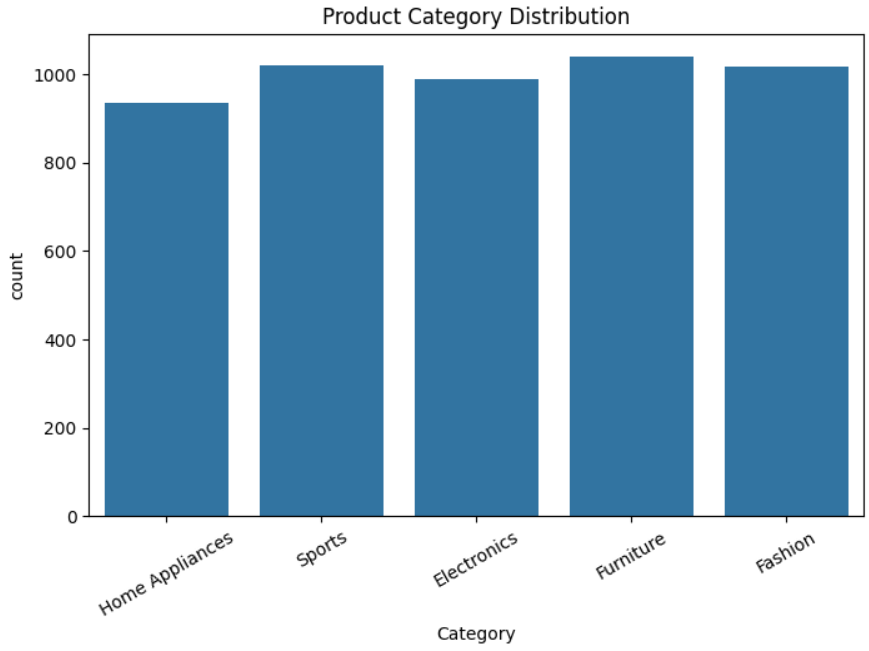 Product Category Distribution
1000
800
600
400
200
0
count
Home Appliances
Sports
Electronics
Furniture
Fashion
Category